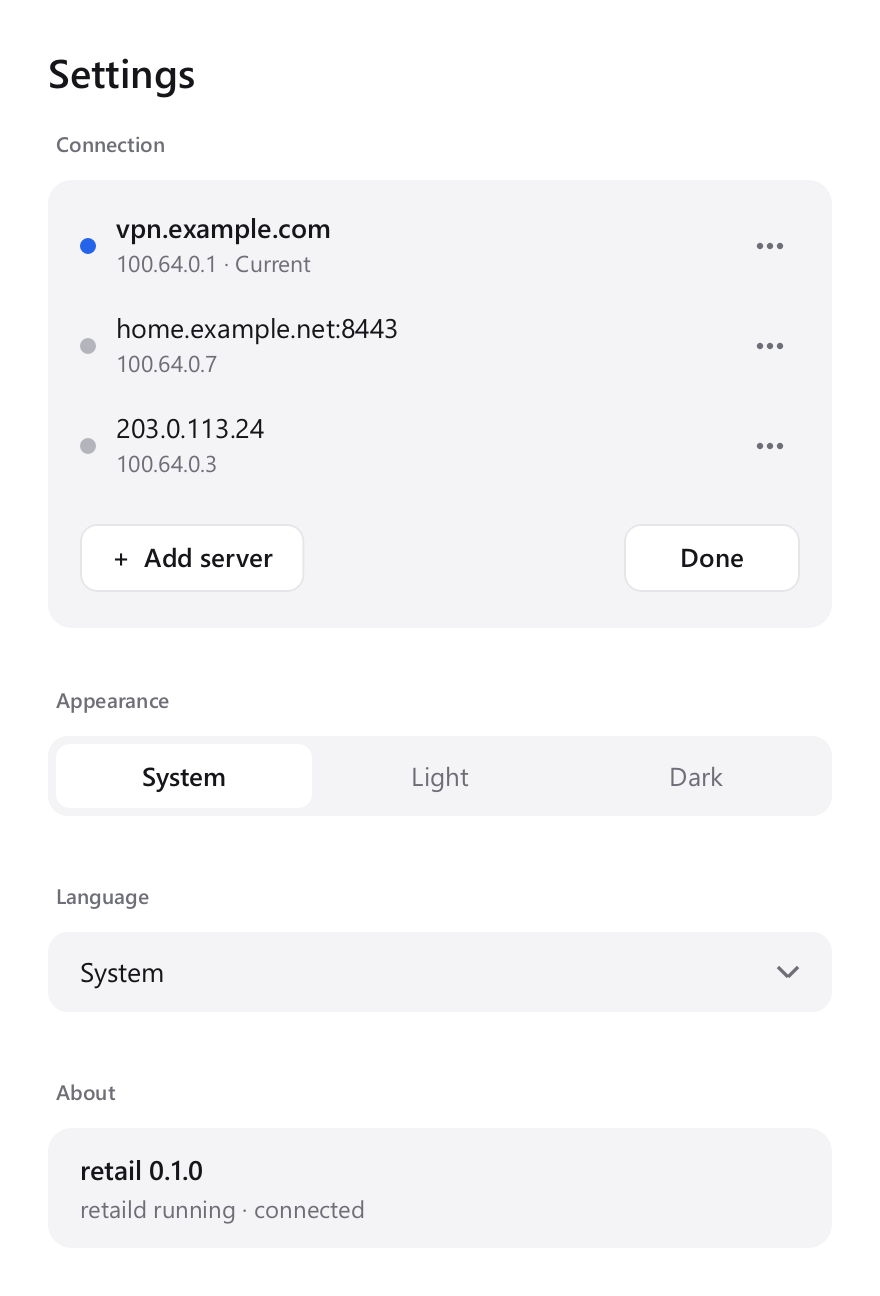 Settings
Connection
vpn.example.com
100.64.0.1 · Current
home.example.net:8443
100.64.0.7
203.0.113.24
100.64.0.3
+ Add server
Done
Appearance
System
Light
Dark
Language
System
About
retail 0.1.0
retaild running · connected